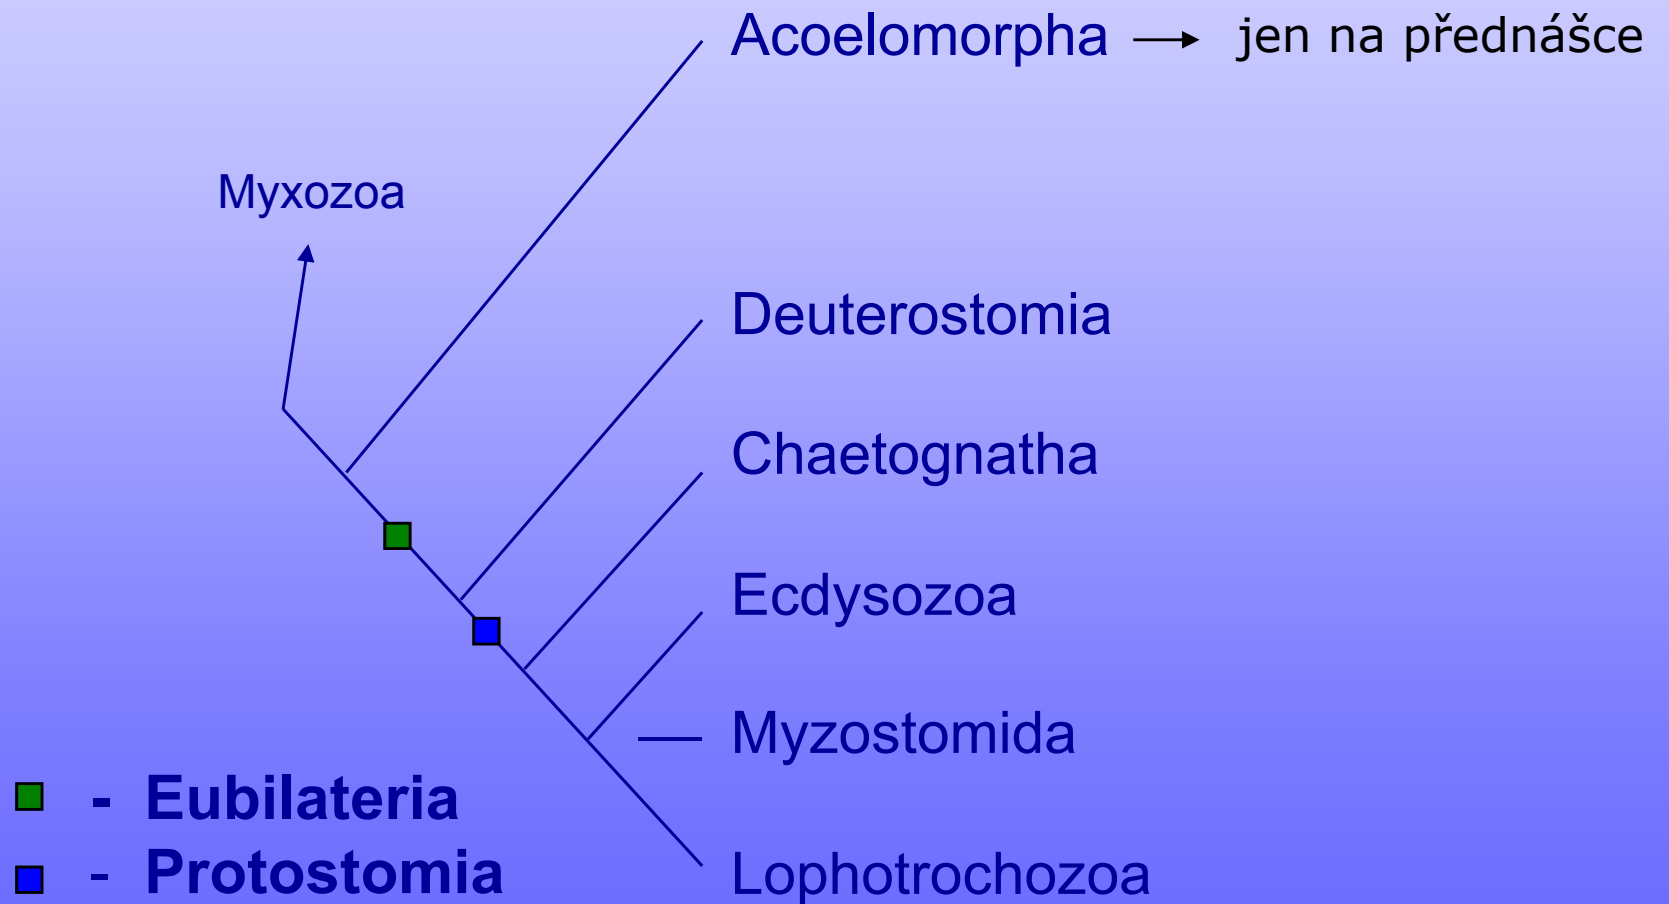 Acoelomorpha → jen na přednášce
Myxozoa
Deuterostomia
Chaetognatha
Ecdysozoa
Myzostomida
- Eubilateria
- Protostomia
Lophotrochozoa